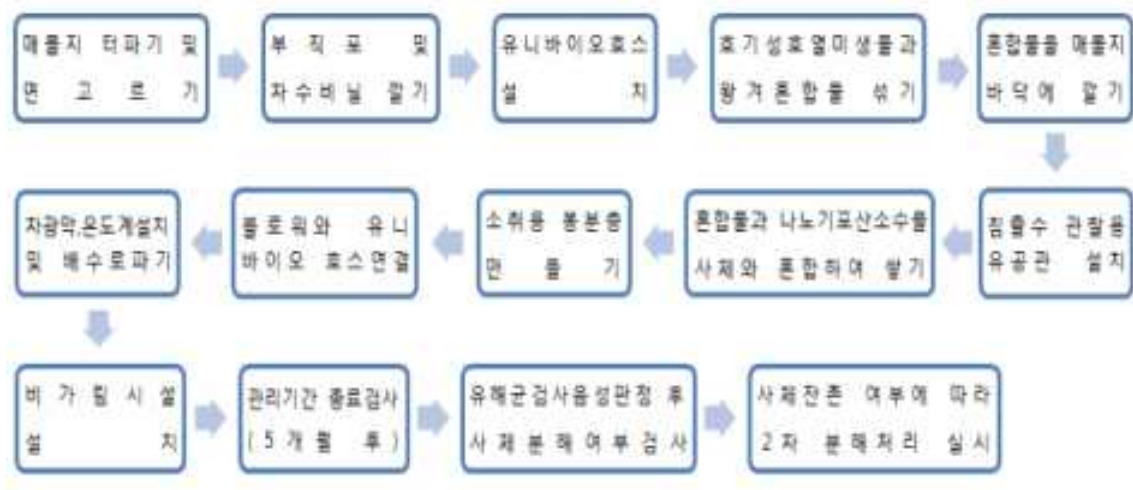 매몰지 터파기 및
면 고 르 기
부 직 포 및
차수비닐 깔기
유니바이오호스
설 치
호기성호열미생물과
왕겨혼합물 섞기
혼합물을 매몰지
바닥에 깔기
침출수 관찰용
유공관 설치
혼합물과 나노기포산소수를
사체와 혼합하여 쌓기
소취용 봉분층
만 들 기
블로워와 유니
바이오 호스연결
차광막,온도계설치
및 배수로파기
비 가 림 시 설
설 치
관리기간 종료검사
(5개월 후)
유해균검사음성판정 후
사체분해여부검사
사체잔존 여부에 따라
2차 분해처리 실시